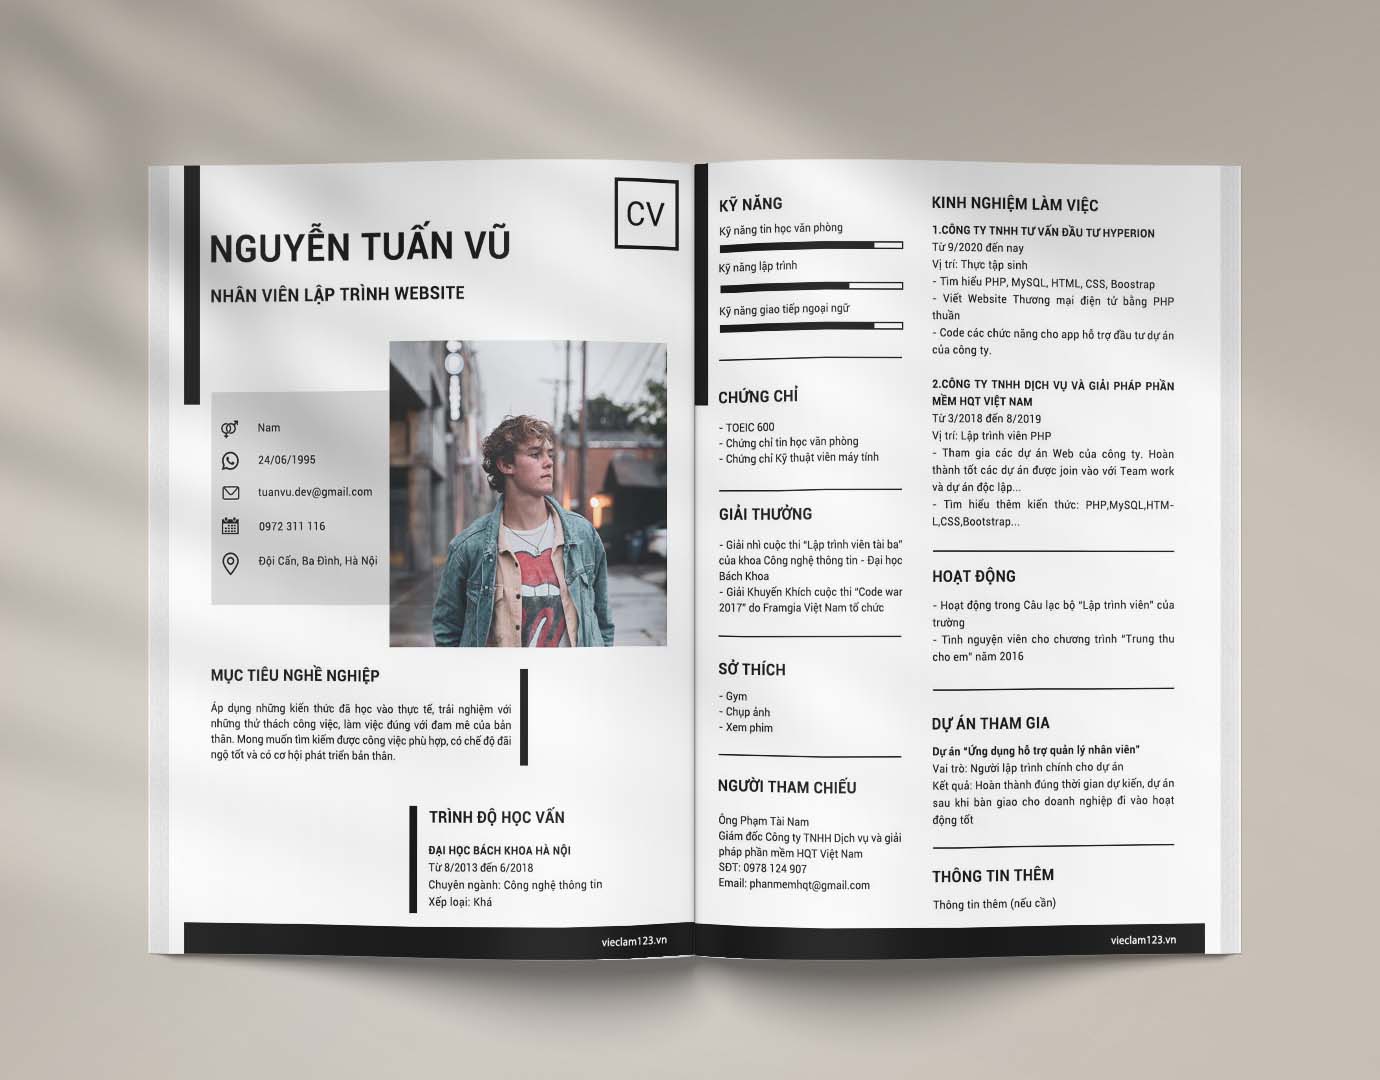 CV
NGUYỄN TUẤN VŨ
NHÂN VIÊN LẬP TRÌNH WEBSITE
Nam
24/06/1995
tuanvu.dev@gmail.com
0972 311 116
Đội Cấn, Ba Đình, Hà Nội
MỤC TIÊU NGHỀ NGHIỆP
Áp dụng những kiến thức đã học vào thực tế, trải nghiệm với
những thử thách công việc, làm việc đúng với đam mê của bản
thân. Mong muốn tìm kiếm được công việc phù hợp, có chế độ đãi
ngộ tốt và có cơ hội phát triển bản thân.
TRÌNH ĐỘ HỌC VẤN
ĐẠI HỌC BÁCH KHOA HÀ NỘI
Từ 8/2013 đến 6/2018
Chuyên ngành: Công nghệ thông tin
Xếp loại: Khá
vieclam123.vn
KỸ NĂNG
Kỹ năng tin học văn phòng
Kỹ năng lập trình
Kỹ năng giao tiếp ngoại ngữ
CHỨNG CHỈ
- TOEIC 600
- Chứng chỉ tin học văn phòng
- Chứng chỉ Kỹ thuật viên máy tính
GIẢI THƯỞNG
- Giải nhì cuộc thi “Lập trình viên tài ba”
của khoa Công nghệ thông tin - Đại học
Bách Khoa
- Giải Khuyến Khích cuộc thi “Code war
2017” do Framgia Việt Nam tổ chức
SỞ THÍCH
- Gym
- Chụp ảnh
- Xem phim
NGƯỜI THAM CHIẾU
Ông Phạm Tài Nam
Giám đốc Công ty TNHH Dịch vụ và giải
pháp phần mềm HQT Việt Nam
SĐT: 0978 124 907
Email: phanmemhqt@gmail.com
KINH NGHIỆM LÀM VIỆC
1.CÔNG TY TNHH TƯ VẤN ĐẦU TƯ HYPERION
Từ 9/2020 đến nay
Vị trí: Thực tập sinh
- Tìm hiểu PHP, MySQL, HTML, CSS, Boostrap
- Viết Website Thương mại điện tử bằng PHP
thuần
- Code các chức năng cho app hỗ trợ đầu tư dự án
của công ty.
2.CÔNG TY TNHH DỊCH VỤ VÀ GIẢI PHÁP PHẦN
MỀM HQT VIỆT NAM
Từ 3/2018 đến 8/2019
Vị trí: Lập trình viên PHP
- Tham gia các dự án Web của công ty. Hoàn
thành tốt các dự án được join vào với Team work
và dự án độc lập...
- Tìm hiểu thêm kiến thức: PHP,MySQL,HTM-
L,CSS,Bootstrap...
HOẠT ĐỘNG
- Hoạt động trong Câu lạc bộ “Lập trình viên” của
trường
- Tình nguyện viên cho chương trình “Trung thu
cho em” năm 2016
DỰ ÁN THAM GIA
Dự án “Ứng dụng hỗ trợ quản lý nhân viên”
Vai trò: Người lập trình chính cho dự án
Kết quả: Hoàn thành đúng thời gian dự kiến, dự án
sau khi bàn giao cho doanh nghiệp đi vào hoạt
động tốt
THÔNG TIN THÊM
Thông tin thêm (nếu cần)
vieclam123.vn